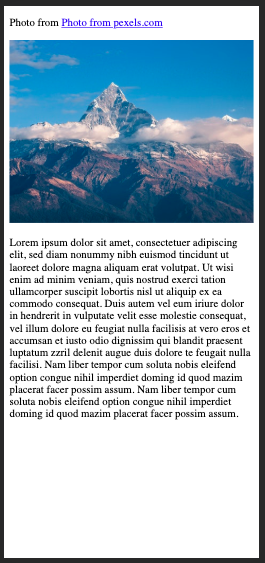 Photo from Photo from pexels.com
Lorem ipsum dolor sit amet, consectetuer adipiscing
elit, sed diam nonummy nibh euismod tincidunt ut
laoreet dolore magna aliquam erat volutpat. Ut wisi
enim ad minim veniam, quis nostrud exerci tation
ullamcorper suscipit lobortis nisl ut aliquip ex ea
commodo consequat. Duis autem vel eum iriure dolor
in hendrerit in vulputate velit esse molestie consequat,
vel illum dolore eu feugiat nulla facilisis at vero eros et
accumsan et iusto odio dignissim qui blandit praesent
luptatum zzril delenit augue duis dolore te feugait nulla
facilisi. Nam liber tempor cum soluta nobis eleifend
option congue nihil imperdiet doming id quod mazim
placerat facer possim assum. Nam liber tempor cum
soluta nobis eleifend option congue nihil imperdiet
doming id quod mazim placerat facer possim assum.